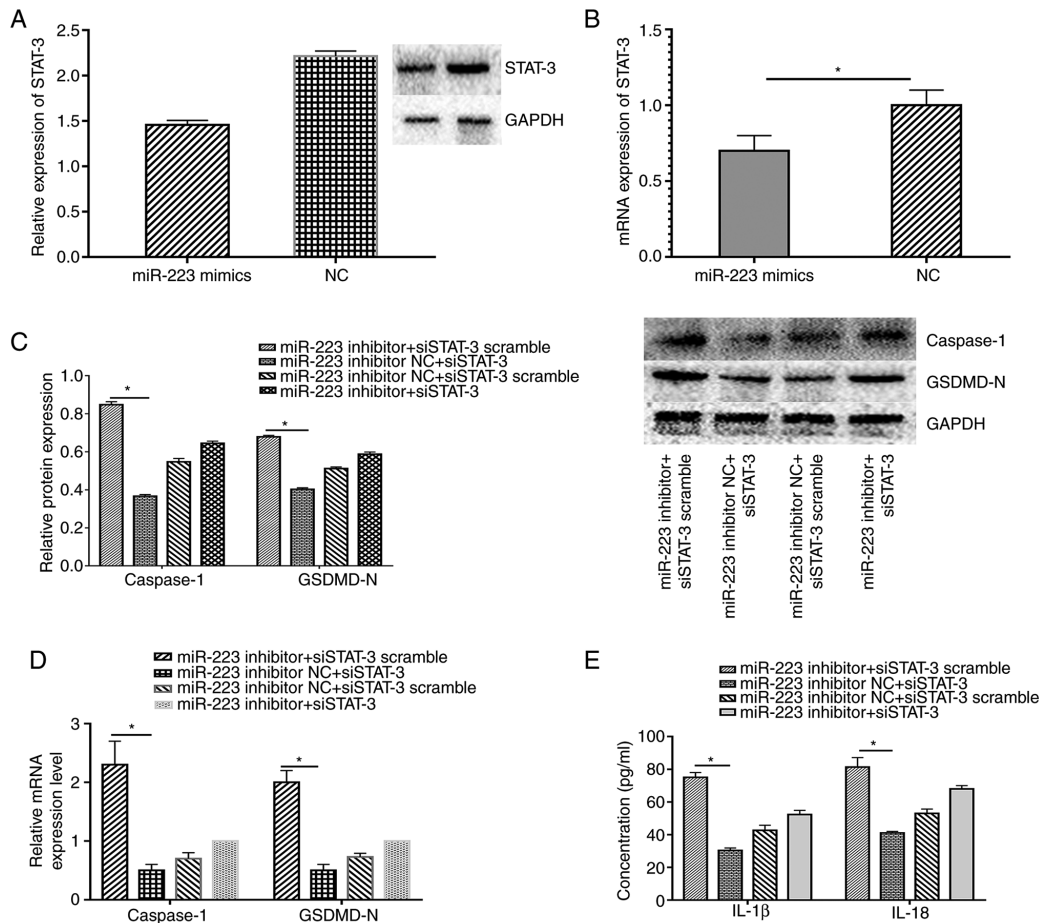 A
Relative expression of STAT-3
2.5
2.0
1.5
1.0
0.5
0.0
miR-223 mimics
NC
STAT-3
GAPDH
B
mRNA expression of STAT-3
1.5
1.0
0.5
0.0
*
miR-223 mimics
NC
C
miR-223 inhibitor+siSTAT-3 scramble
miR-223 inhibitor NC+siSTAT-3
miR-223 inhibitor NC+siSTAT-3 scramble
miR-223 inhibitor+siSTAT-3
Relative protein expression
1.0
0.8
0.6
0.4
0.2
0.0
*
*
Caspase-1
GSDMD-N
Caspase-1
GSDMD-N
GAPDH
miR-223 inhibitor+
siSTAT-3 scramble
miR-223 inhibitor NC+
siSTAT-3
miR-223 inhibitor NC+
siSTAT-3 scramble
miR-223 inhibitor+
siSTAT-3
D
miR-223 inhibitor+siSTAT-3 scramble
miR-223 inhibitor NC+siSTAT-3
miR-223 inhibitor NC+siSTAT-3 scramble
miR-223 inhibitor+siSTAT-3
Relative mRNA
expression level
3
2
1
0
*
*
Caspase-1
GSDMD-N
E
miR-223 inhibitor+siSTAT-3 scramble
miR-223 inhibitor NC+siSTAT-3
miR-223 inhibitor NC+siSTAT-3 scramble
miR-223 inhibitor+siSTAT-3
Concentration (pg/ml)
100
80
60
40
20
0
*
*
IL-1β
IL-18